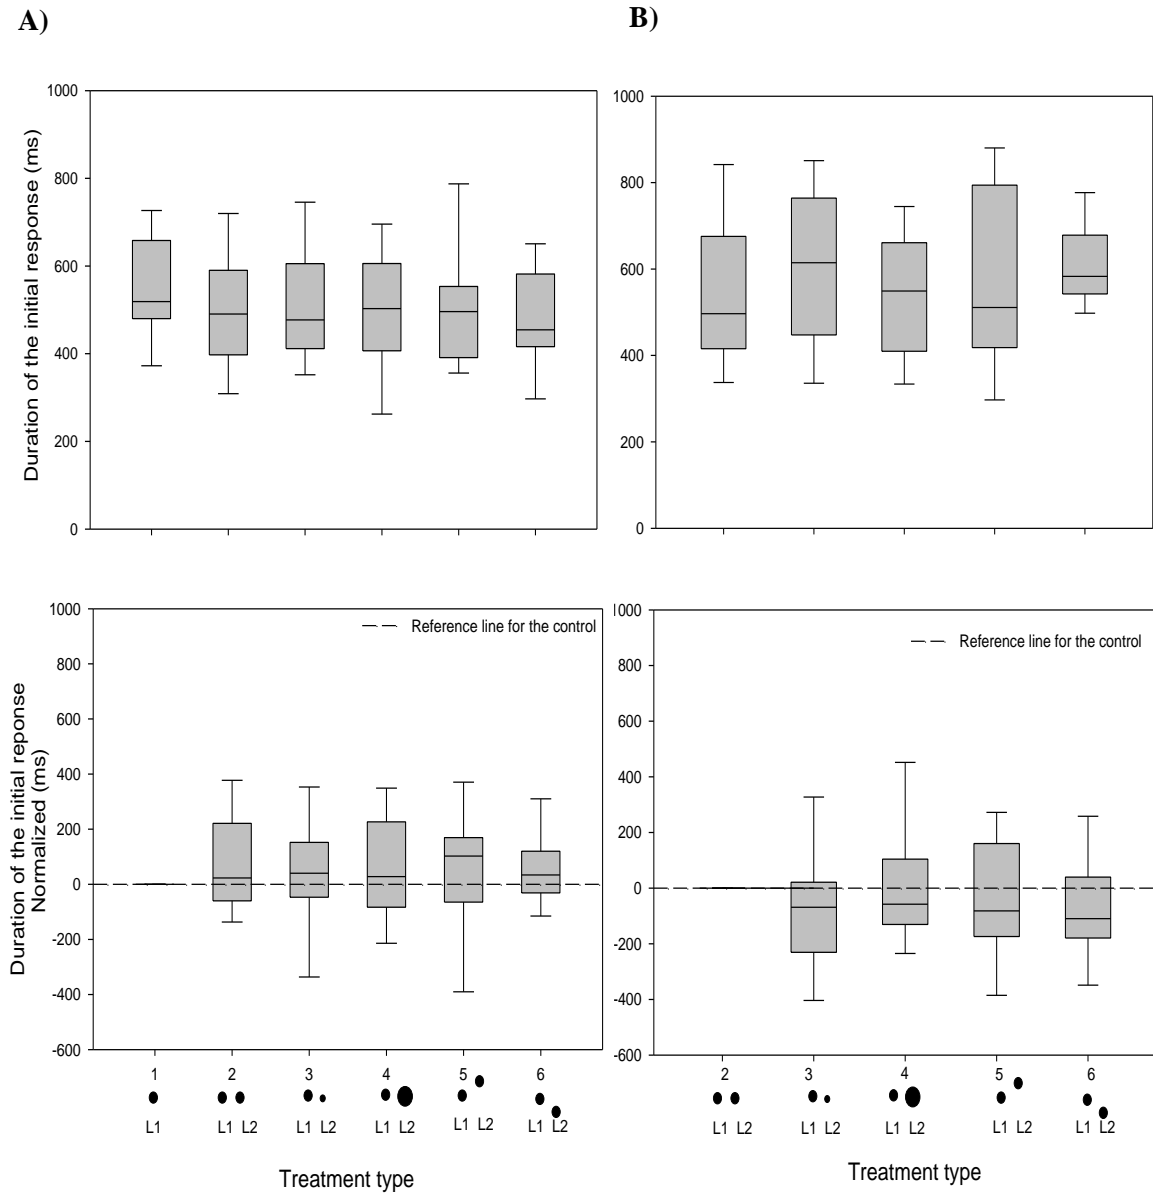 A)
B)
Duration of the initial response (ms)
1000
800
600
400
200
0
1000
800
600
400
200
0
Duration of the initial reponse
Normalized (ms)
1000
800
600
400
200
0
-200
-400
-600
Reference line for the control
1 2 3 4 5 6
L1 L1 L2 L1 L2 L1 L2 L1 L2 L1 L2
Treatment type
1000
800
600
400
200
0
-200
-400
-600
Reference line for the control
2 3 4 5 6
L1 L2 L1 L2 L1 L2 L1 L2 L1 L2
Treatment type